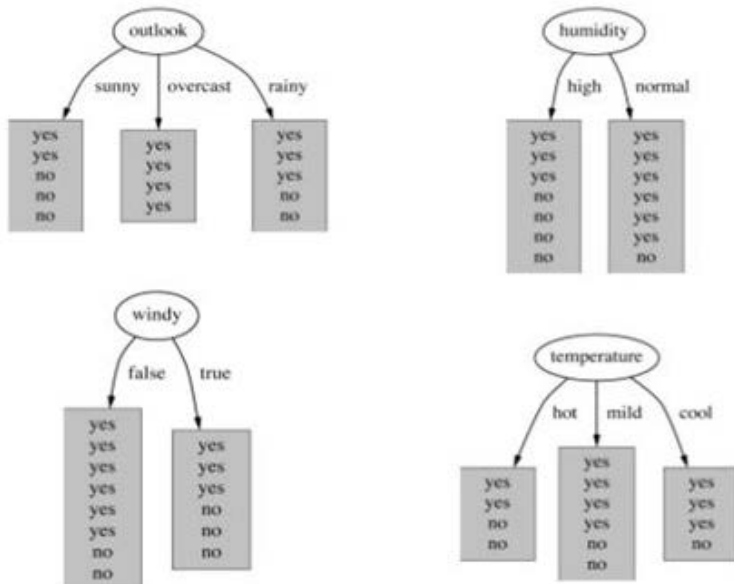 outlook
sunny overcast rainy
yes
yes
no
no
no
yes
yes
yes
yes
yes
yes
yes
no
no
humidity
high normal
yes
yes
yes
no
no
no
no
yes
yes
yes
yes
yes
yes
no
windy
false true
yes
yes
yes
yes
yes
yes
no
no
yes
yes
yes
no
no
no
temperature
hot mild cool
yes
yes
no
no
yes
yes
yes
yes
no
no
yes
yes
yes
no